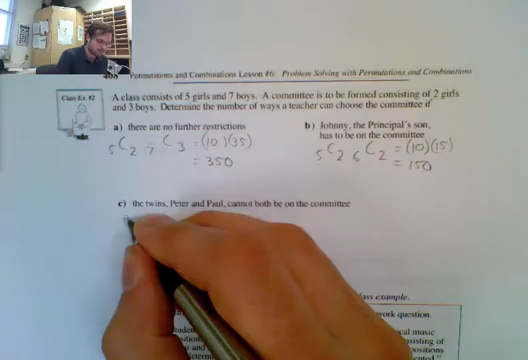 408 Permutations and Combinations Lesson #6: Problem Solving with Permutations and Combinations
Class Ex. #2
A class consists of 5 girls and 7 boys. A committee is to be formed consisting of 2 girls
and 3 boys. Determine the number of ways a teacher can choose the committee if
a) there are no further restrictions
₅C₂ ₇C₃ = (10)(35)
= 350
b) Johnny, the Principal's son,
has to be on the committee
₅C₂ ₆C₂ = (10)(15)
= 150
c) the twins, Peter and Paul, cannot both be on the committee
lass example.
work question.
cal music
sisting of
positions